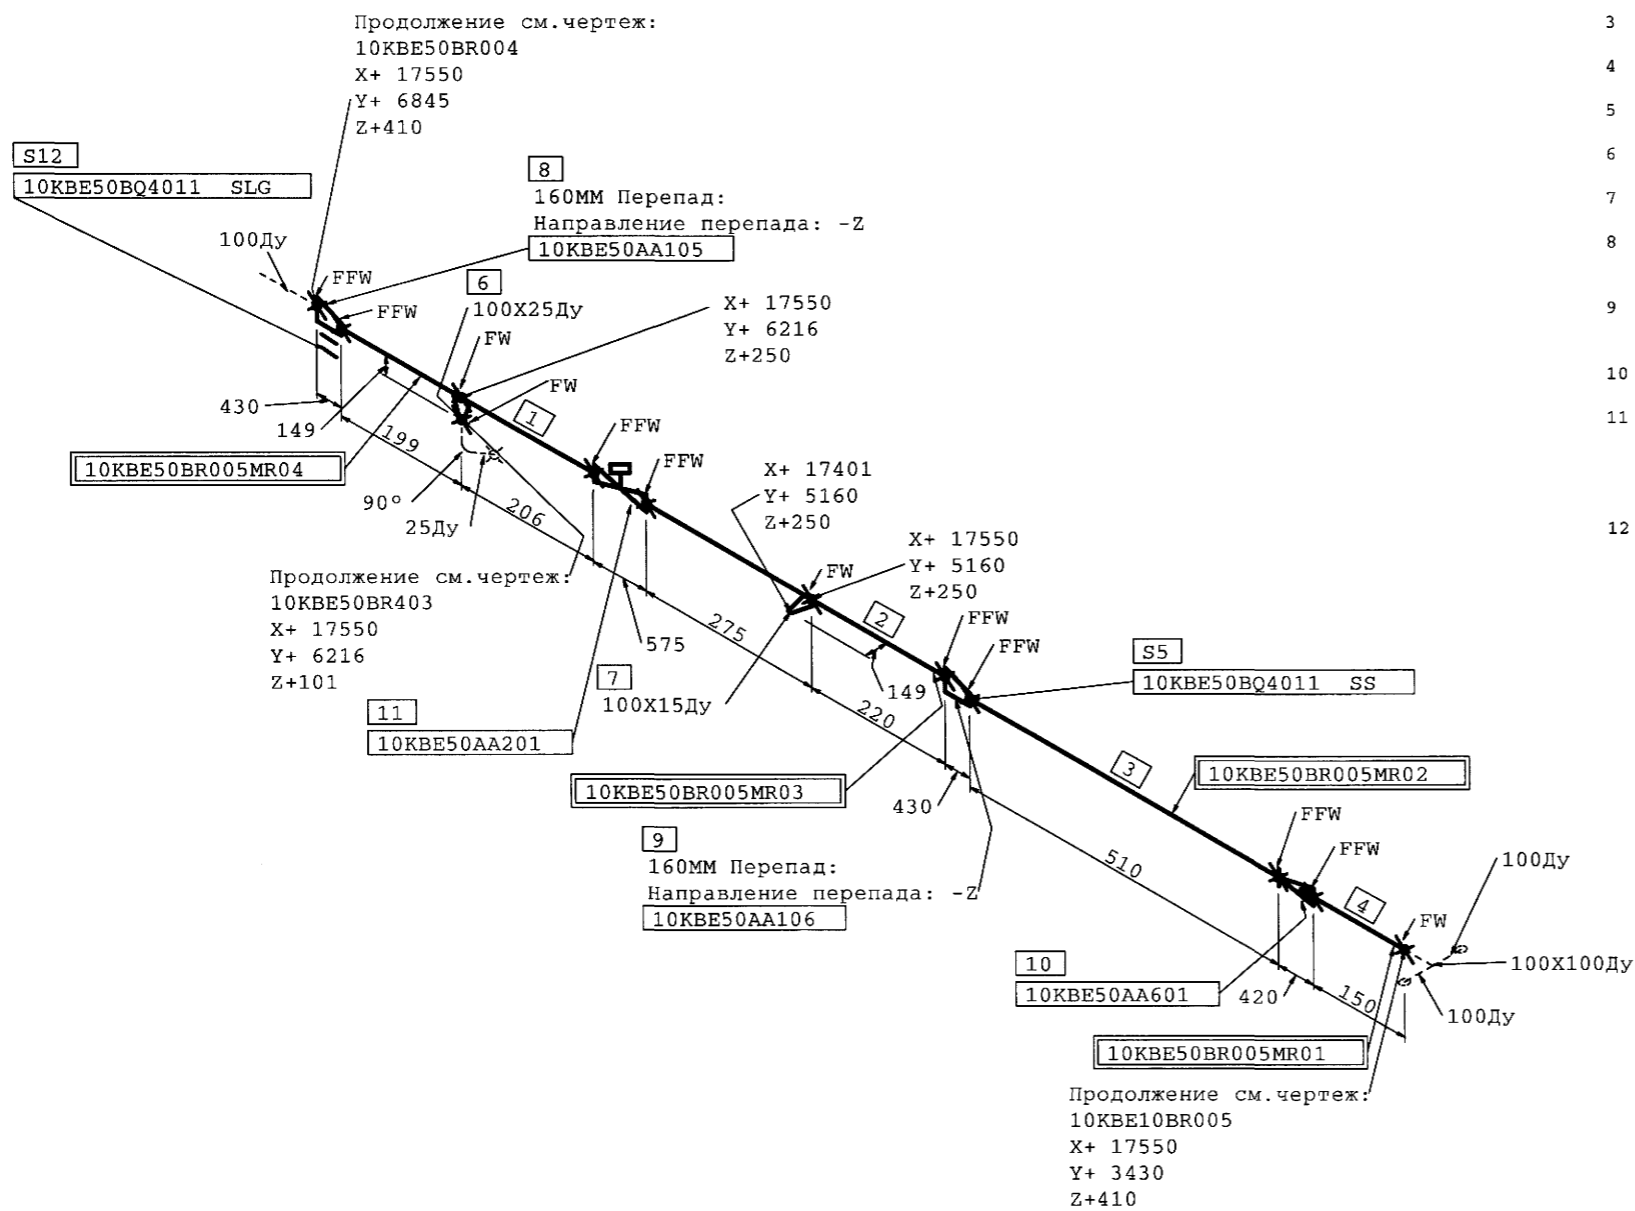 Продолжение см.чертеж:
10KBE50BR004
X+ 17550
Y+ 6845
Z+410
S12
10KBE50BQ4011 SLG
8
160MM Перепад:
Направление перепада: -Z
10KBE50AA105
100Ду
FFW
FFW
6
100X25Ду
FW
X+ 17550
Y+ 6216
Z+250
FW
1
430
149
199
10KBE50BR005MR04
FFW
FFW
90°
25Ду
206
X+ 17401
Y+ 5160
Z+250
X+ 17550
Y+ 5160
Z+250
FW
Продолжение см.чертеж:
10KBE50BR403
X+ 17550
Y+ 6216
Z+101
575
275
2
FFW
FFW
7
100X15Ду
149
220
S5
10KBE50BQ4011 SS
11
10KBE50AA201
10KBE50BR005MR03
430
3
10KBE50BR005MR02
9
160MM Перепад:
Направление перепада: -Z
10KBE50AA106
510
FFW
FFW
4
100Ду
FW
100X100Ду
10
10KBE50AA601
420
150
100Ду
10KBE50BR005MR01
Продолжение см.чертеж:
10KBE10BR005
X+ 17550
Y+ 3430
Z+410
3
4
5
6
7
8
9
10
11
12